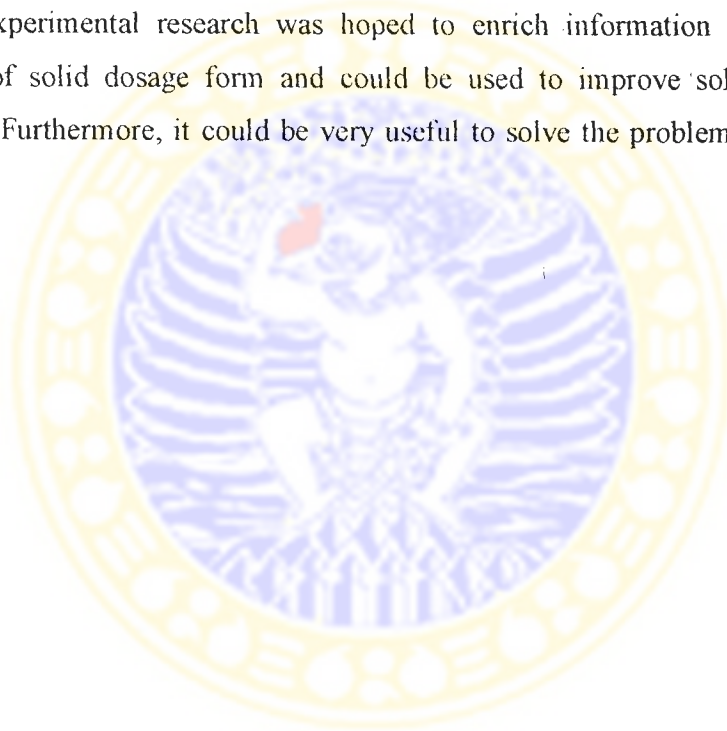 xperimental research was hoped to enrich information
of solid dosage form and could be used to improve sol
Furthermore, it could be very useful to solve the problem